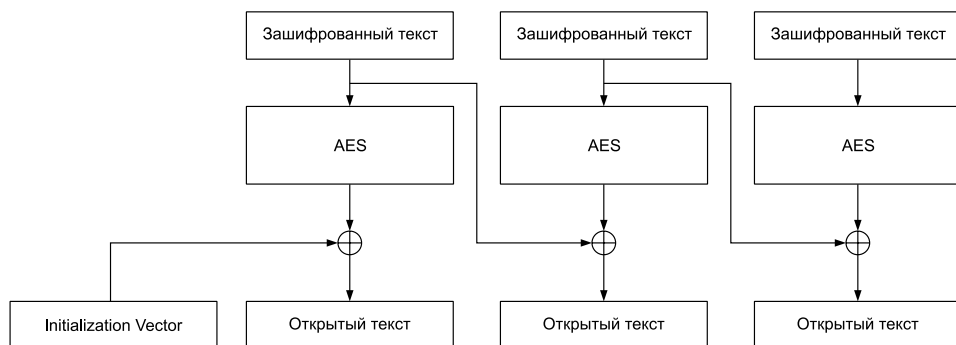 Зашифрованный текст
Зашифрованный текст
Зашифрованный текст
AES
AES
AES
Initialization Vector
Открытый текст
Открытый текст
Открытый текст